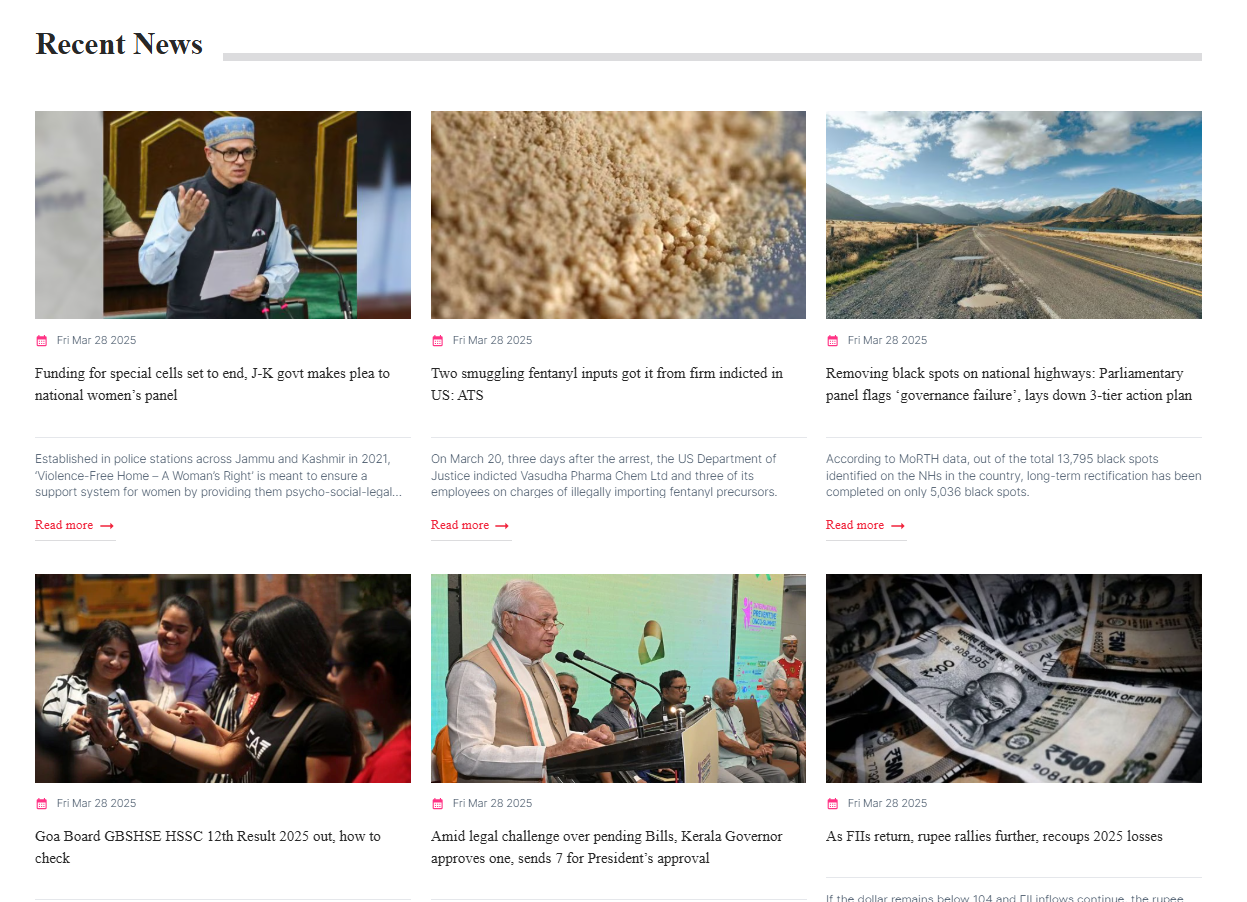 Recent News
Fri Mar 28 2025
Funding for special cells set to end, J-K govt makes plea to
national women’s panel
Established in police stations across Jammu and Kashmir in 2021,
‘Violence-Free Home – A Woman’s Right’ is meant to ensure a
support system for women by providing them psycho-social-legal...
Read more
Fri Mar 28 2025
Two smuggling fentanyl inputs got it from firm indicted in
US: ATS
On March 20, three days after the arrest, the US Department of
Justice indicted Vasudha Pharma Chem Ltd and three of its
employees on charges of illegally importing fentanyl precursors.
Read more
Fri Mar 28 2025
Removing black spots on national highways: Parliamentary
panel flags ‘governance failure’, lays down 3-tier action plan
According to MoRTH data, out of the total 13,795 black spots
identified on the NHs in the country, long-term rectification has been
completed on only 5,036 black spots.
Read more
Fri Mar 28 2025
Goa Board GBSHSE HSSC 12th Result 2025 out, how to
check
PREVENTIVE
Fri Mar 28 2025
Amid legal challenge over pending Bills, Kerala Governor
approves one, sends 7 for President’s approval
₹500
908495
RESERVE BANK OF INDIA
₹500
Fri Mar 28 2025
As FIIs return, rupee rallies further, recoups 2025 losses
If the dollar remains below 104 and FII inflows continue, the rupee